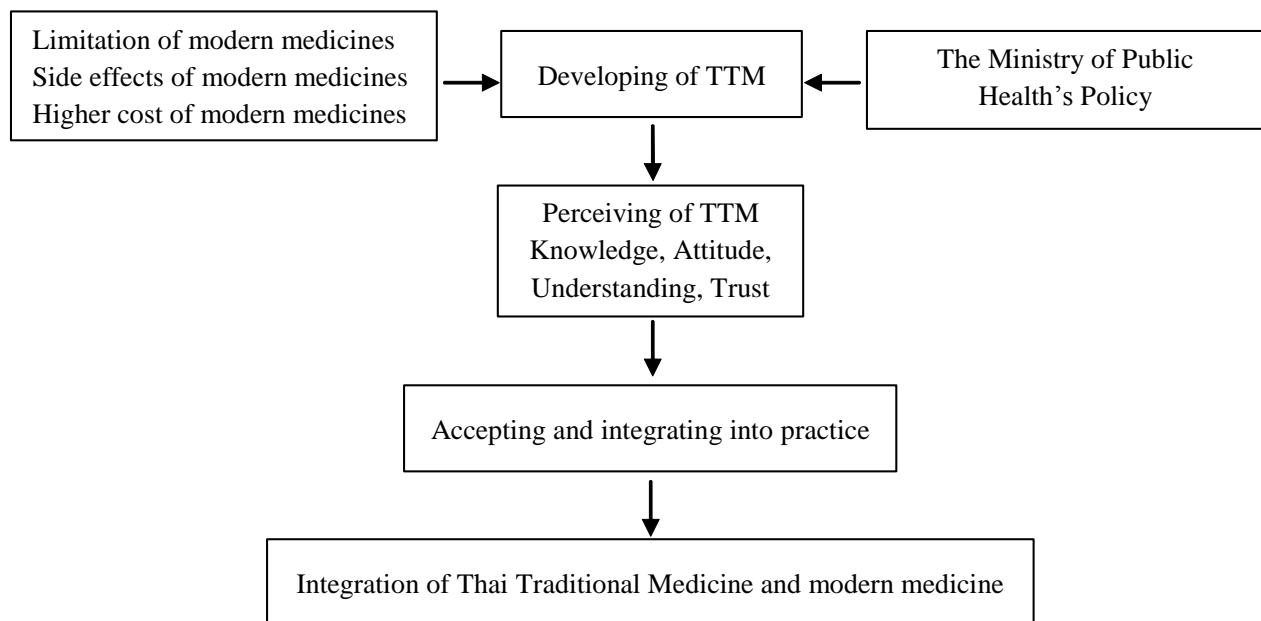 Limitation of modern medicines
Side effects of modern medicines
Higher cost of modern medicines
Developing of TTM
The Ministry of Public
Health’s Policy
Perceiving of TTM
Knowledge, Attitude,
Understanding, Trust
Accepting and integrating into practice
Integration of Thai Traditional Medicine and modern medicine